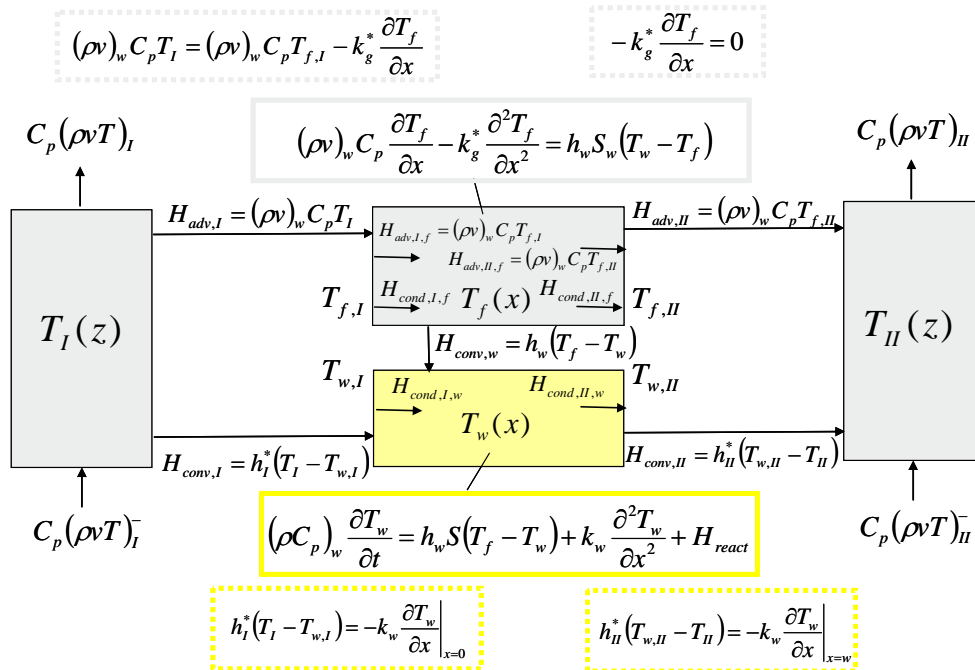 (ρv)_w C_p T_I = (ρv)_w C_p T_{f,I} − k_g^* ∂T_f/∂x
− k_g^* ∂T_f/∂x = 0
C_p(ρvT)_I
(ρv)_w C_p ∂T_f/∂x − k_g^* ∂²T_f/∂x² = h_w S_w (T_w − T_f)
C_p(ρvT)_{II}
H_{adv,I} = (ρv)_w C_p T_I
H_{adv,II} = (ρv)_w C_p T_{f,II}
H_{adv,I,f} = (ρv)_w C_p T_{f,I}
H_{adv,II,f} = (ρv)_w C_p T_{f,II}
T_{f,I}
H_{cond,I,f}
T_f(x)
H_{cond,II,f}
T_{f,II}
T_I(z)
T_{II}(z)
H_{conv,w} = h_w(T_f − T_w)
T_{w,I}
T_{w,II}
H_{cond,I,w}
H_{cond,II,w}
T_w(x)
H_{conv,I} = h_I^*(T_I − T_{w,I})
H_{conv,II} = h_{II}^*(T_{w,II} − T_{II})
C_p(ρvT)_I^-
C_p(ρvT)_{II}^-
(ρC_p)_w ∂T_w/∂t = h_w S(T_f − T_w) + k_w ∂²T_w/∂x² + H_{react}
h_I^*(T_I − T_{w,I}) = −k_w ∂T_w/∂x |_{x=0}
h_{II}^*(T_{w,II} − T_{II}) = −k_w ∂T_w/∂x |_{x=w}